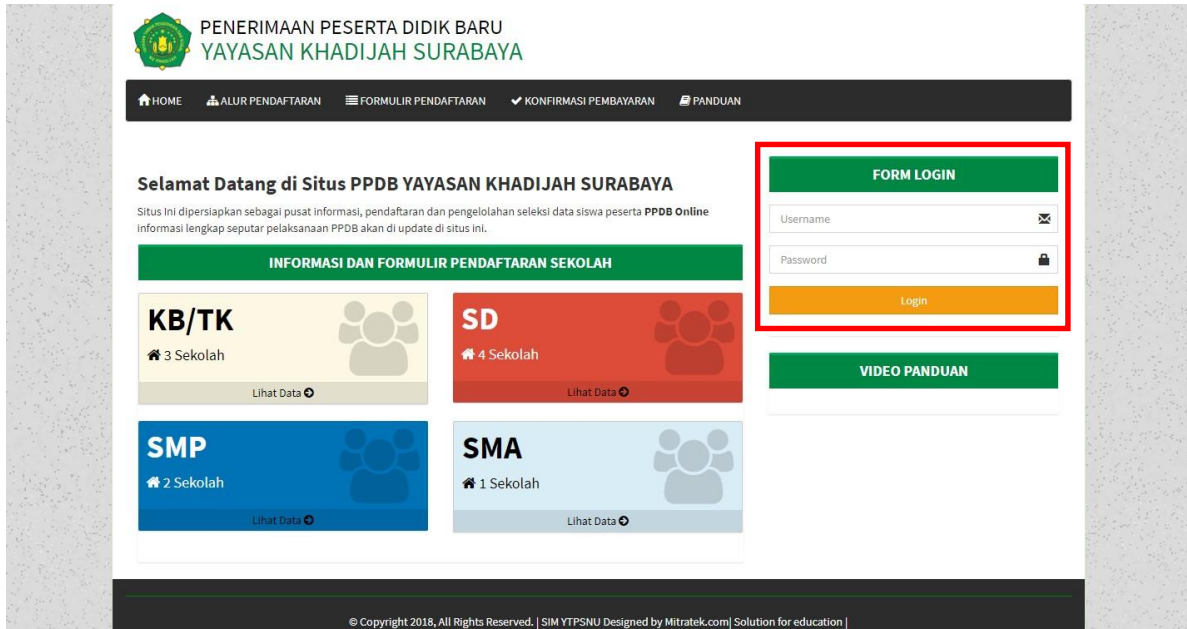 PENERIMAAN PESERTA DIDIK BARU
YAYASAN KHADIJAH SURABAYA
HOME ALUR PENDAFTARAN FORMULIR PENDAFTARAN KONFIRMASI PEMBAYARAN PANDUAN
Selamat Datang di Situs PPDB YAYASAN KHADIJAH SURABAYA
Situs Ini dipersiapkan sebagai pusat informasi, pendaftaran dan pengelolahan seleksi data siswa peserta PPDB Online
informasi lengkap seputar pelaksanaan PPDB akan di update di situs ini.
INFORMASI DAN FORMULIR PENDAFTARAN SEKOLAH
KB/TK
3 Sekolah
Lihat Data
SD
4 Sekolah
Lihat Data
SMP
2 Sekolah
Lihat Data
SMA
1 Sekolah
Lihat Data
FORM LOGIN
Username
Password
Login
VIDEO PANDUAN
© Copyright 2018, All Rights Reserved. | SIM YTPSNU Designed by Mitratek.com| Solution for education |